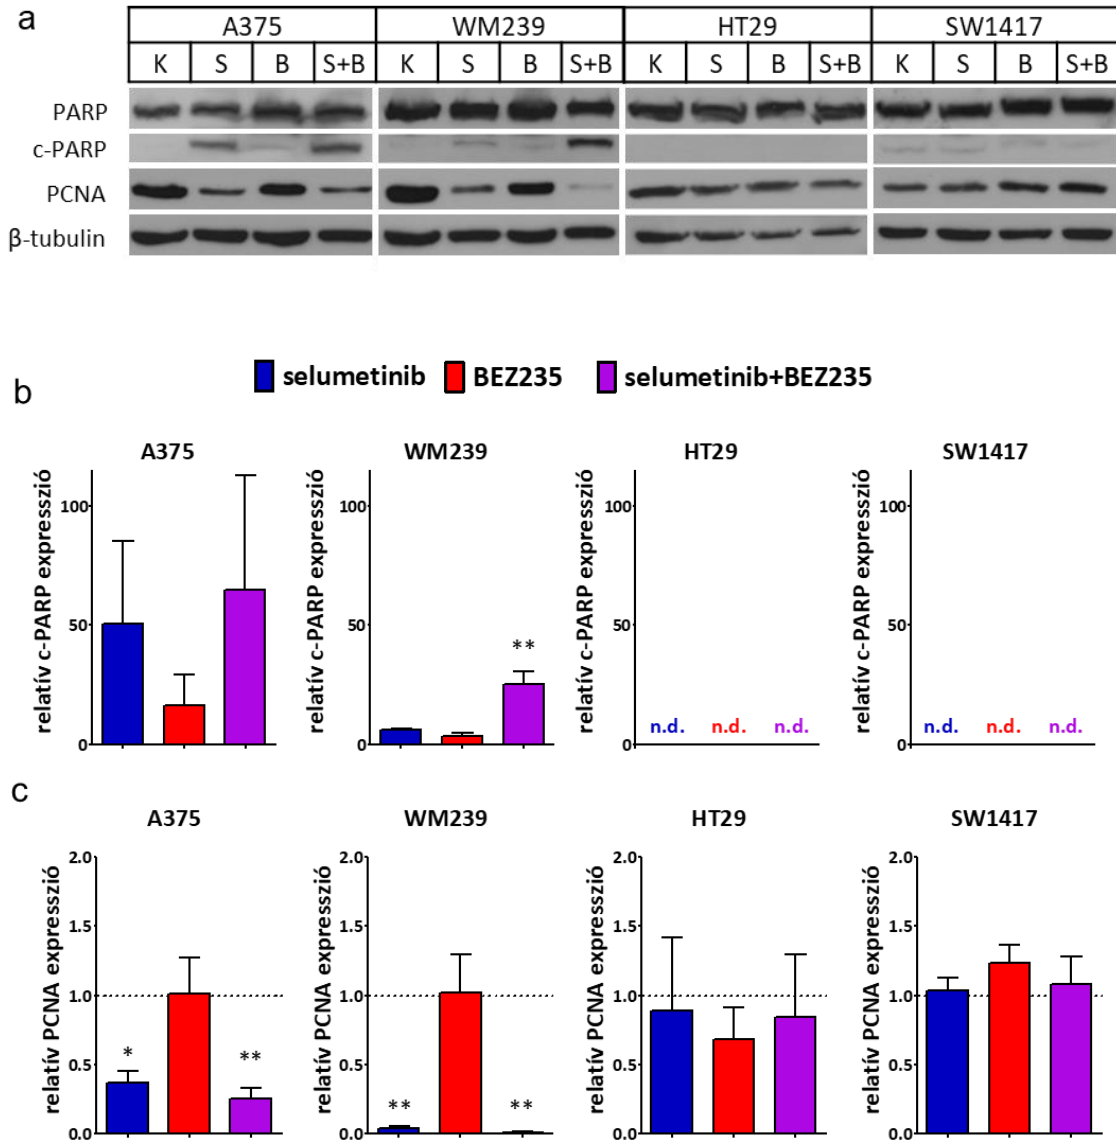 a
A375 WM239 HT29 SW1417
K S B S+B K S B S+B K S B S+B K S B S+B
PARP
c-PARP
PCNA
β-tubulin
selumetinib BEZ235 selumetinib+BEZ235
b
A375 WM239 HT29 SW1417
relatív c-PARP expresszió relatív c-PARP expresszió relatív c-PARP expresszió relatív c-PARP expresszió
100 100 100 100
50 50 50 50
**
n.d. n.d. n.d. n.d. n.d. n.d.
0 0 0 0
c
A375 WM239 HT29 SW1417
relatív PCNA expresszió relatív PCNA expresszió relatív PCNA expresszió relatív PCNA expresszió
2.0 2.0 2.0 2.0
1.5 1.5 1.5 1.5
1.0 1.0 1.0 1.0
* **
0.5 0.5 0.5 0.5
** **
0.0 0.0 0.0 0.0